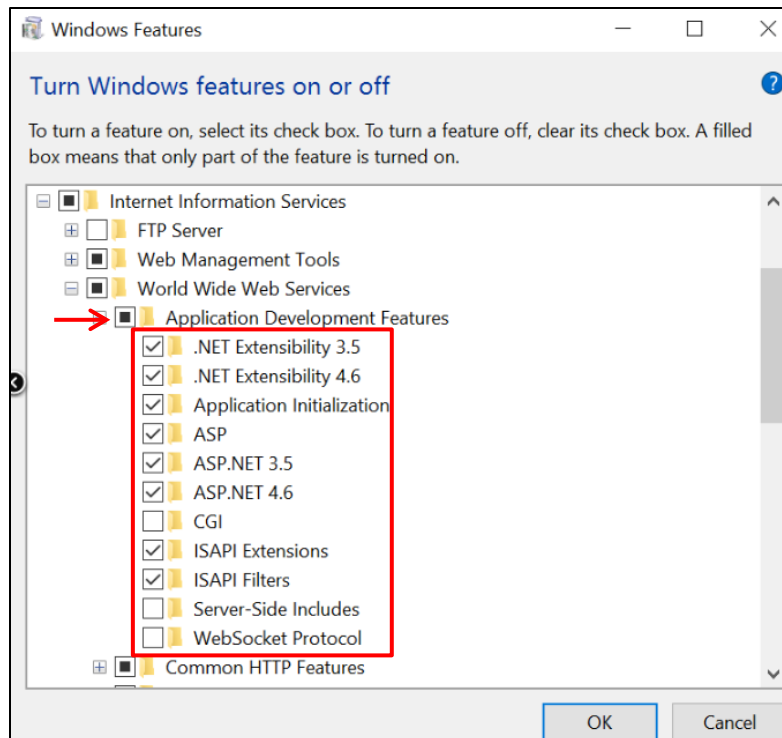 Windows Features
Turn Windows features on or off
?
To turn a feature on, select its check box. To turn a feature off, clear its check box. A filled
box means that only part of the feature is turned on.
Internet Information Services
FTP Server
Web Management Tools
World Wide Web Services
Application Development Features
.NET Extensibility 3.5
.NET Extensibility 4.6
Application Initialization
ASP
ASP.NET 3.5
ASP.NET 4.6
CGI
ISAPI Extensions
ISAPI Filters
Server-Side Includes
WebSocket Protocol
Common HTTP Features
OK Cancel